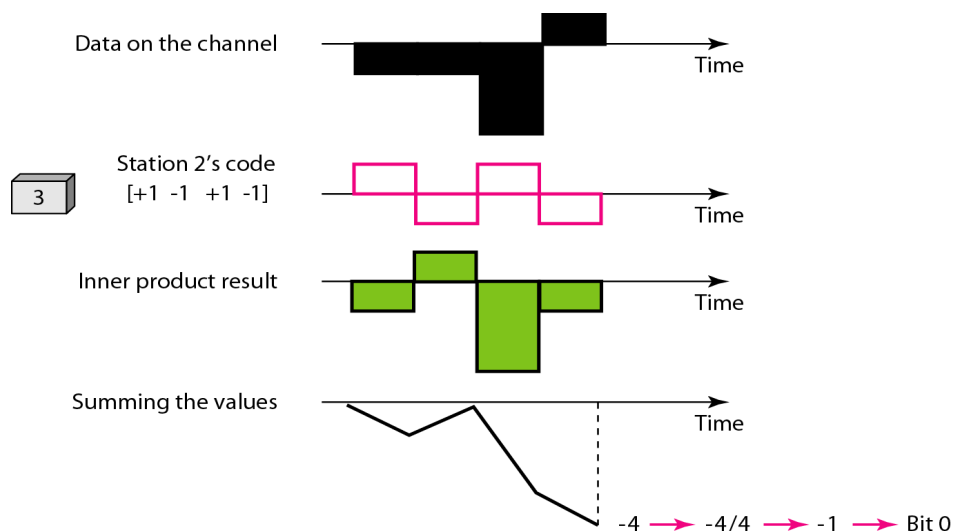 Data on the channel
Time
Station 2's code
[+1 -1 +1 -1]
3
Time
Inner product result
Time
Summing the values
Time
-4 -4/4 -1 Bit 0